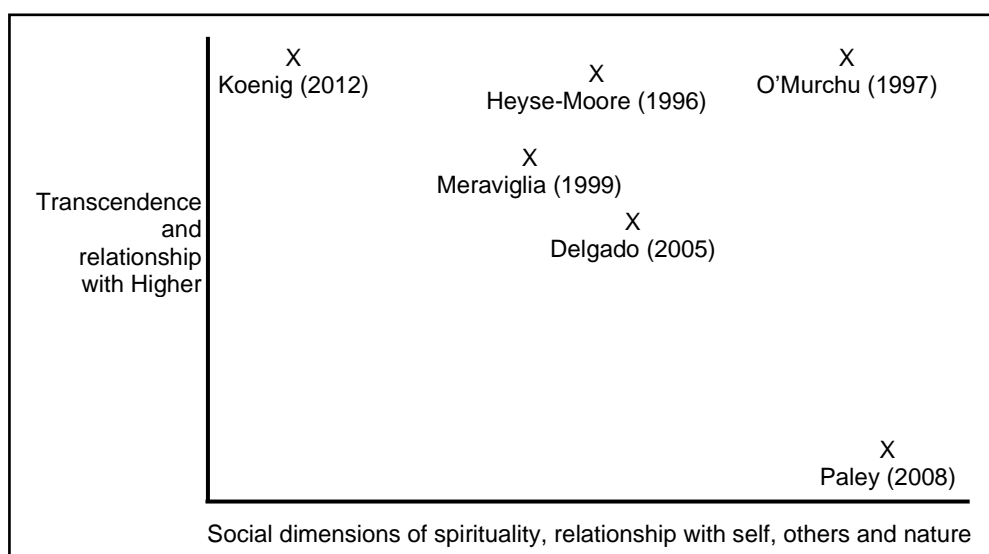 X X
Koenig (2012) X O’Murchu (1997)
Heyse-Moore (1996)
X
Meraviglia (1999)
X
Delgado (2005)
Transcendence
and
relationship
with Higher
X
Paley (2008)
Social dimensions of spirituality, relationship with self, others and nature